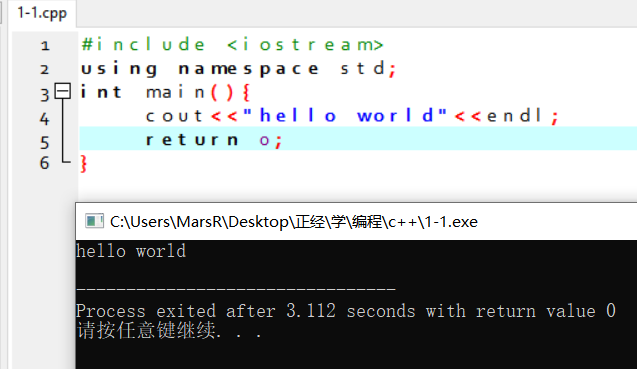 1-1.cpp
1 #include <iostream>
2 using namespace std;
3 int main(){
4 cout<<"hello world"<<endl;
5 return o;
6 }
C:\Users\MarsR\Desktop\正经\学\编程\c++\1-1.exe
hello world
--------------------------------
Process exited after 3.112 seconds with return value 0
请按任意键继续. . .